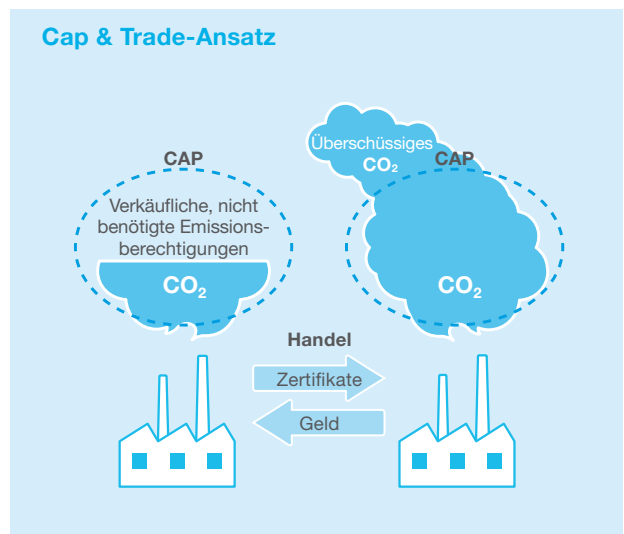 Cap & Trade-Ansatz
CAP
Verkäufliche, nicht
benötigte Emissions-
berechtigungen
CO₂
Überschüssiges
CO₂
CAP
CO₂
Handel
Zertifikate
Geld